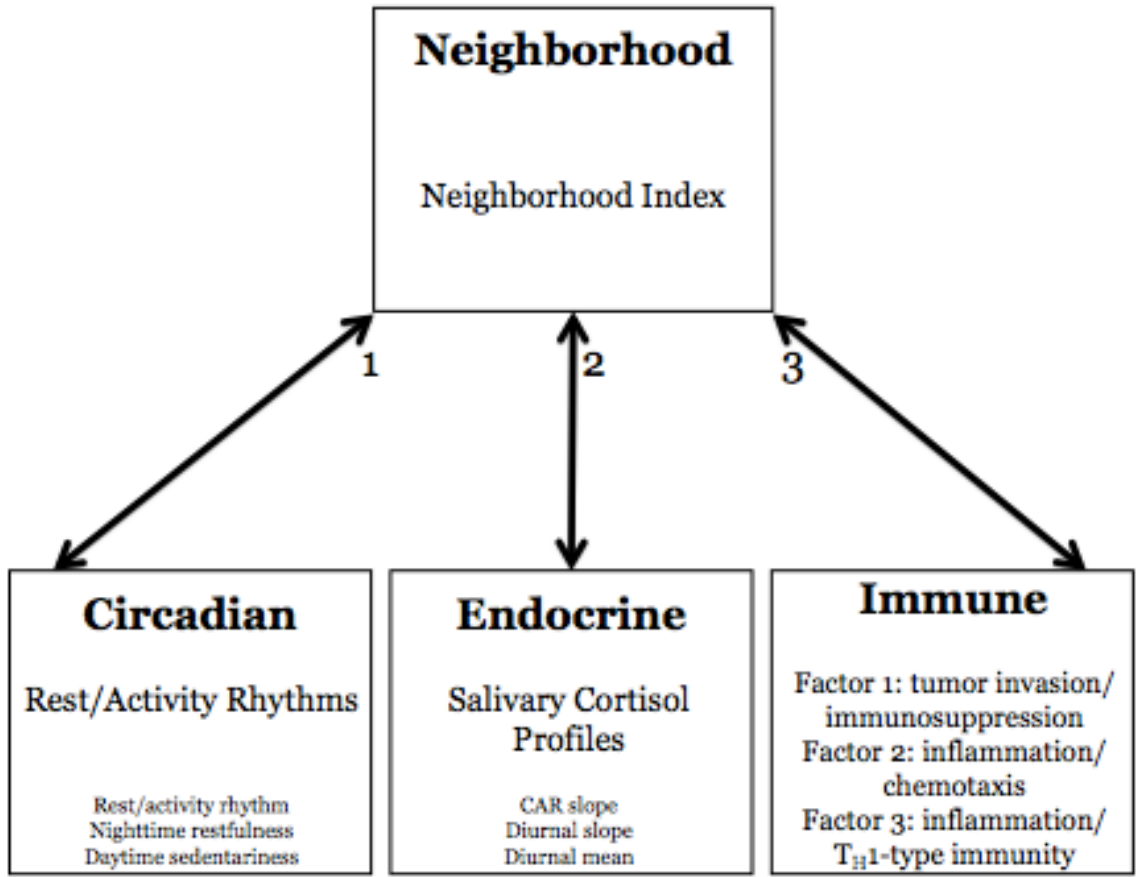 Neighborhood
Neighborhood Index
1
2
3
Circadian
Rest/Activity Rhythms
Rest/activity rhythm
Nighttime restfulness
Daytime sedentariness
Endocrine
Salivary Cortisol
Profiles
CAR slope
Diurnal slope
Diurnal mean
Immune
Factor 1: tumor invasion/
immunosuppression
Factor 2: inflammation/
chemotaxis
Factor 3: inflammation/
T_H1-type immunity